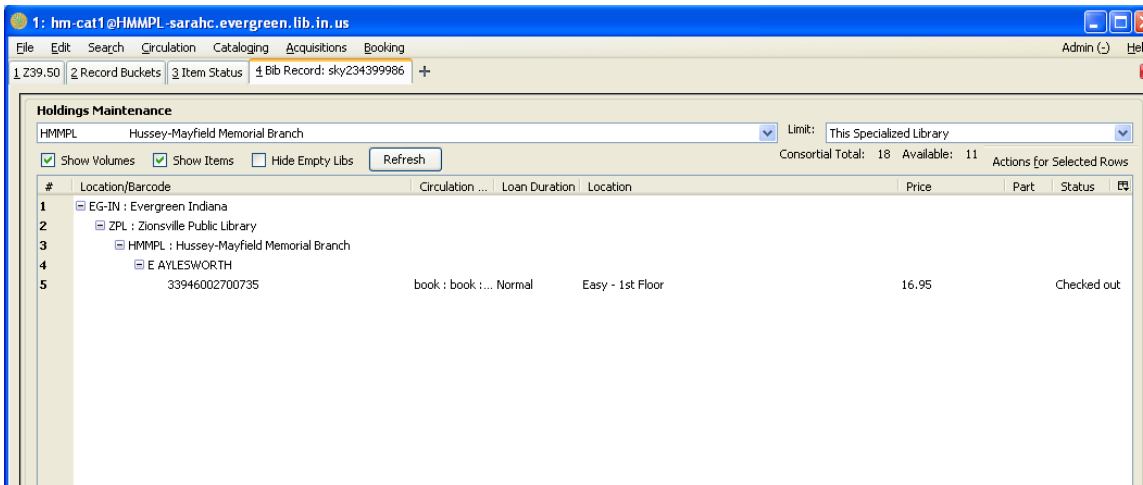 1: hm-cat1@HMMPL-sarahc.evergreen.lib.in.us
File Edit Search Circulation Cataloging Acquisitions Booking Admin (-) Hel
1 Z39.50 2 Record Buckets 3 Item Status 4 Bib Record: sky234399986 +
Holdings Maintenance
HMMPL Hussey-Mayfield Memorial Branch Limit: This Specialized Library
Show Volumes Show Items Hide Empty Libs Refresh Consortial Total: 18 Available: 11 Actions for Selected Rows
# Location/Barcode Circulation ... Loan Duration Location Price Part Status
1 EG-IN : Evergreen Indiana
2 ZPL : Zionsville Public Library
3 HMMPL : Hussey-Mayfield Memorial Branch
4 E AYLESWORTH
5 33946002700735 book : book :... Normal Easy - 1st Floor 16.95 Checked out